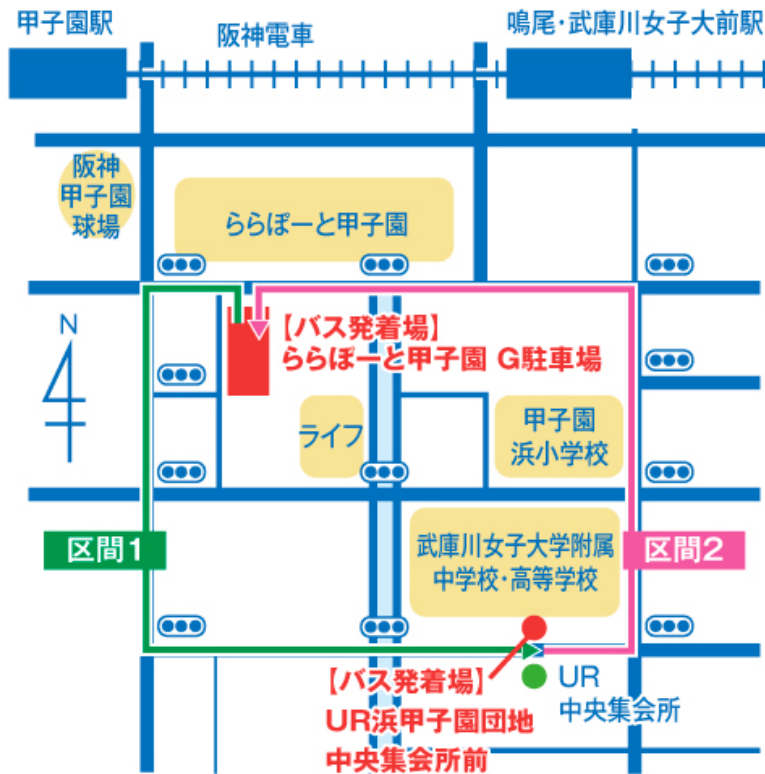 甲子園駅
阪神電車
鳴尾・武庫川女子大前駅
阪神
甲子園
球場
ららぽーと甲子園
N
【バス発着場】
ららぽーと甲子園 G駐車場
ライフ
甲子園
浜小学校
区間1
武庫川女子大学附属
中学校・高等学校
区間2
【バス発着場】
UR浜甲子園団地
中央集会所前
UR
中央集会所